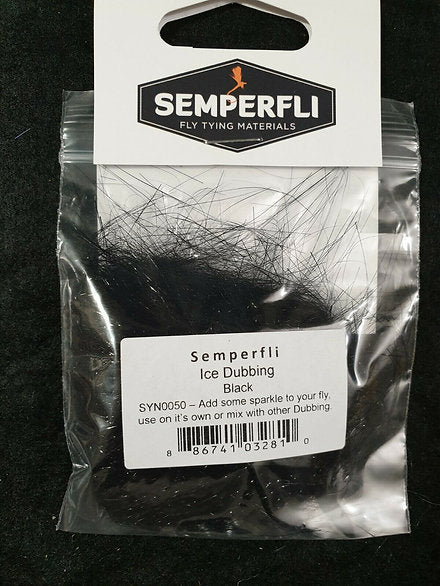 SEMPERFLI
FLY TYING MATERIALS
Semperfli
Ice Dubbing
Black
SYN0050 – Add some sparkle to your fly,
use on it's own or mix with other Dubbing.
8 86741 03281 0